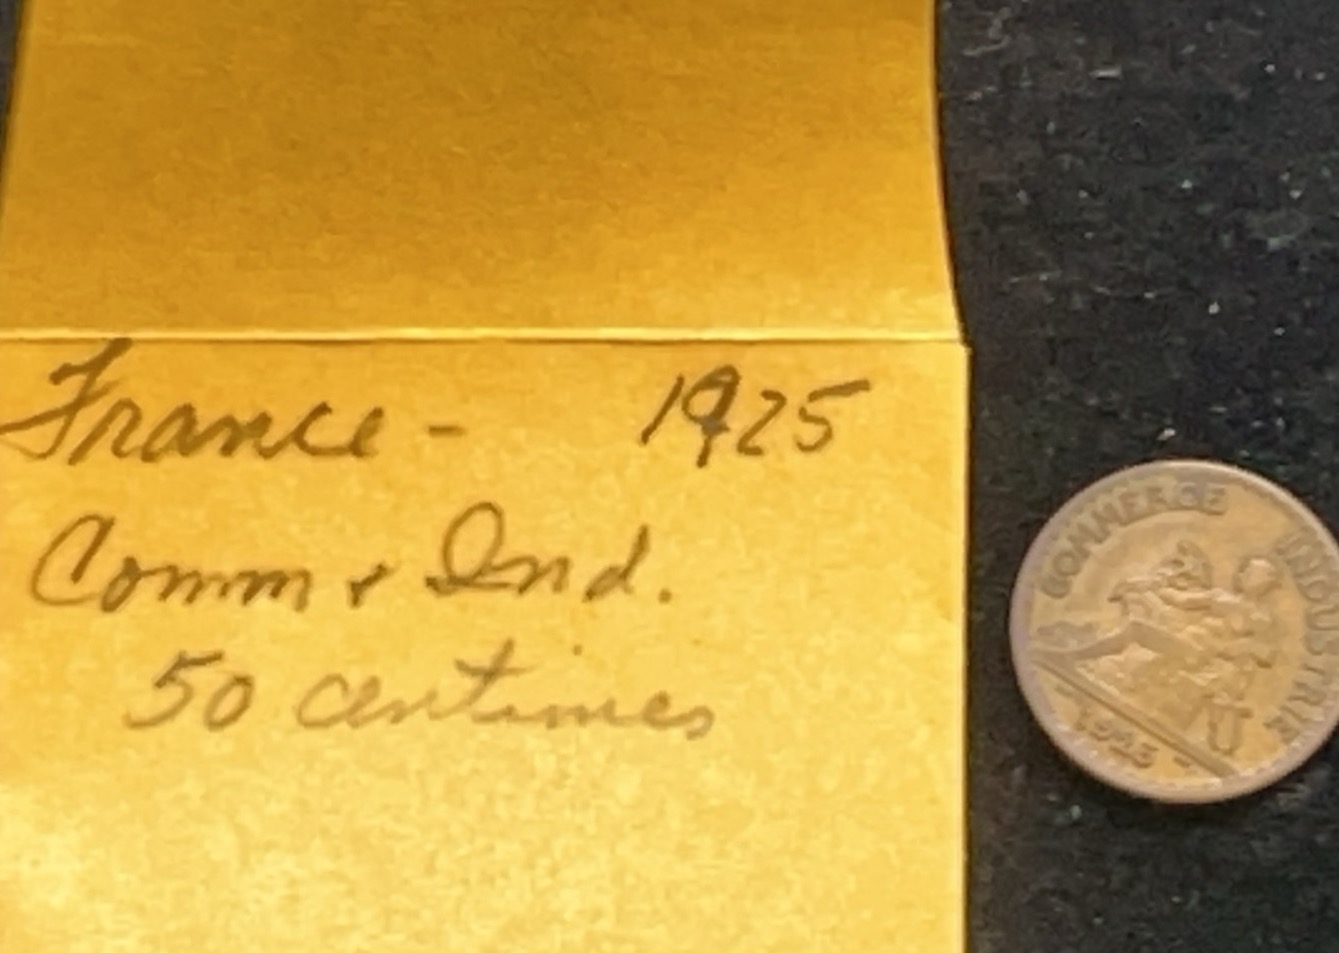 France - 1925
Comm & Ind.
50 centimes
COMMERCE INDUSTRIE
1925